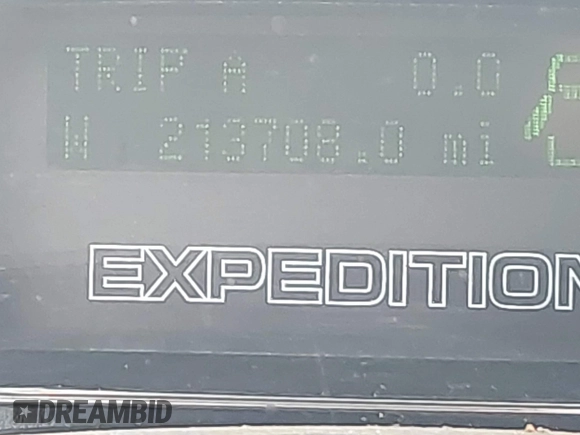 TRIP A 0.0
W 213708.0 mi
EXPEDITION
DREAMBID